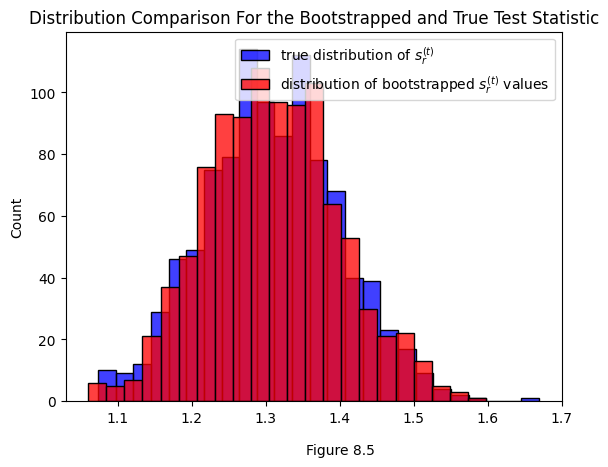 Distribution Comparison For the Bootstrapped and True Test Statistic
true distribution of $s_r^{(t)}$
distribution of bootstrapped $s_r^{(t)}$ values
Count
100
80
60
40
20
0
1.1 1.2 1.3 1.4 1.5 1.6 1.7
Figure 8.5